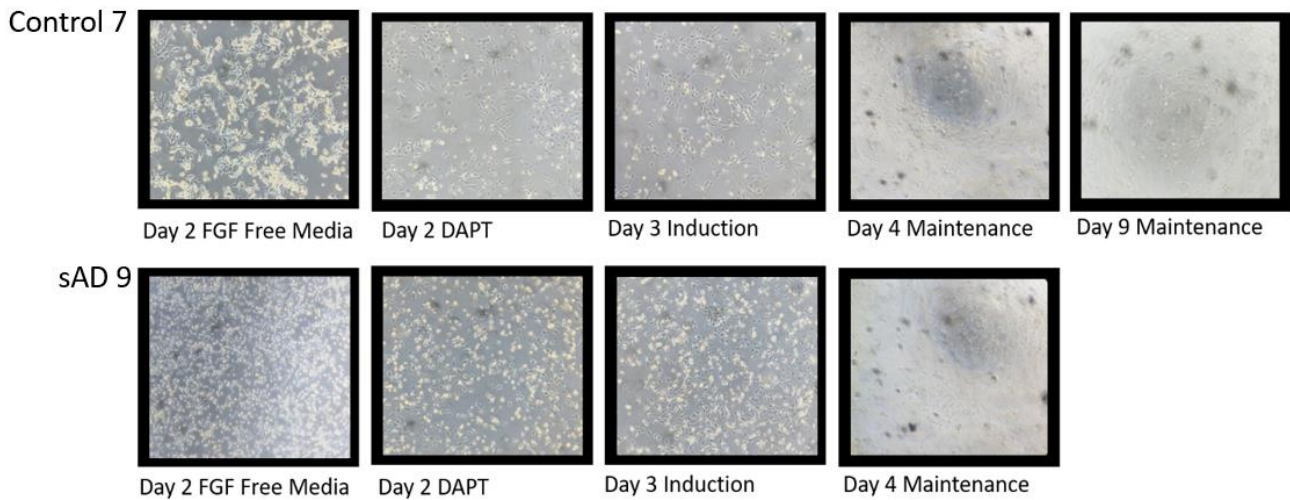 Control 7
Day 2 FGF Free Media
Day 2 DAPT
Day 3 Induction
Day 4 Maintenance
Day 9 Maintenance
sAD 9
Day 2 FGF Free Media
Day 2 DAPT
Day 3 Induction
Day 4 Maintenance